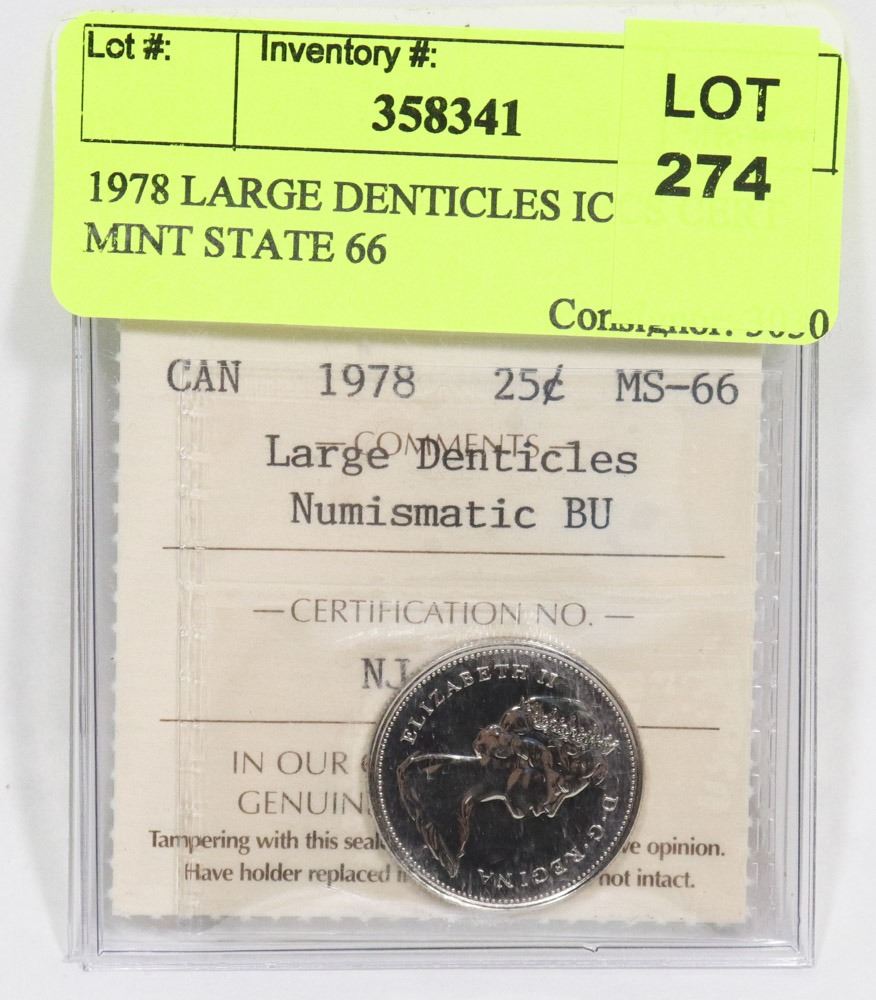 Lot #: Inventory #:
358341
LOT
274
1978 LARGE DENTICLES IC CERT
MINT STATE 66
CAN 1978 25¢ MS-66
— COMMENTS —
Large Denticles
Numismatic BU
— CERTIFICATION NO. —
NJ
ELIZABETH II
D·G·REGINA
IN OUR
GENUIN
Tampering with this seal ve opinion.
Have holder replaced not intact.